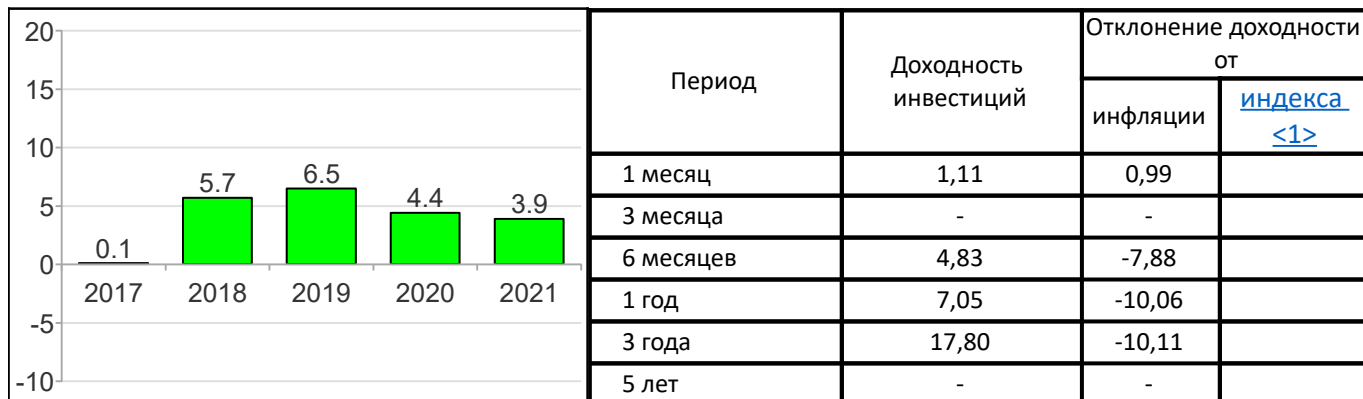 20
15
10
5
0
-5
-10
0.1
5.7
6.5
4.4
3.9
2017 2018 2019 2020 2021
Период
Доходность
инвестиций
Отклонение доходности
от
инфляции
индекса
<1>
1 месяц 1,11 0,99
3 месяца - -
6 месяцев 4,83 -7,88
1 год 7,05 -10,06
3 года 17,80 -10,11
5 лет - -